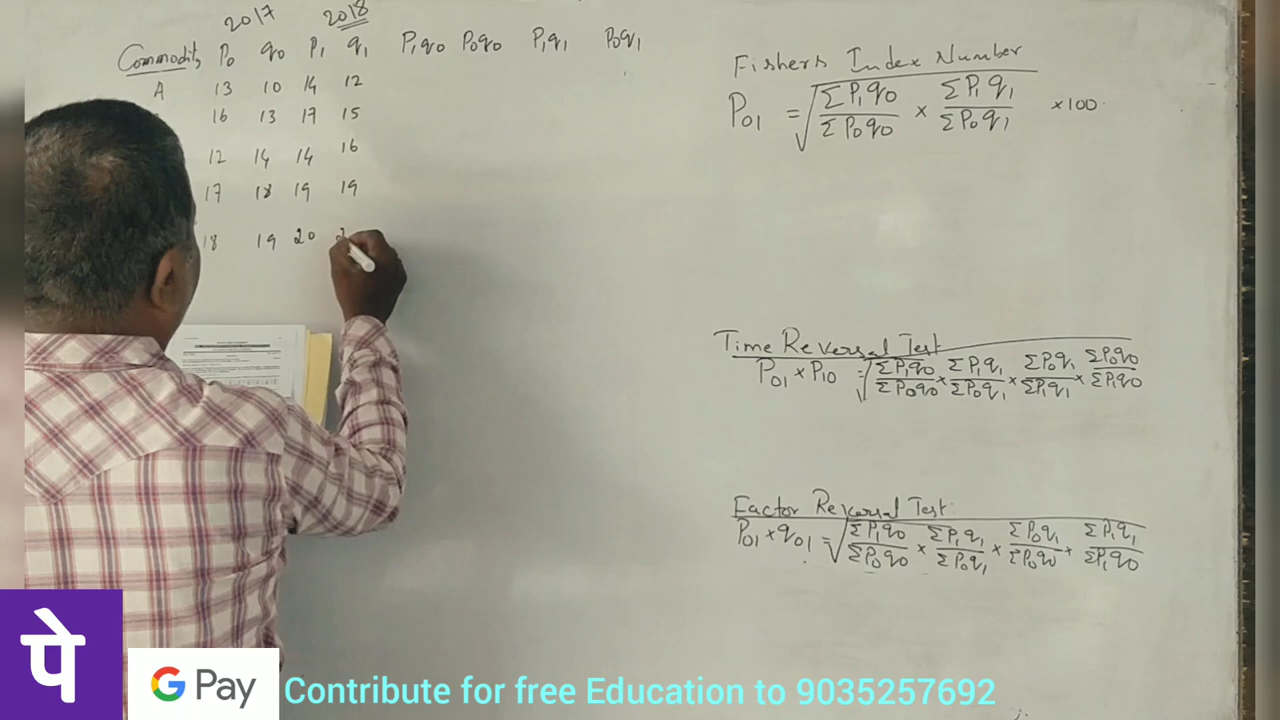 2017 2018
Commodity P0 q0 P1 q1 P1q0 P0q0 P1q1 P0q1
A 13 10 14 12
16 13 17 15
12 14 14 16
17 18 19 19
18 19 20
Fishers Index Number
P01 = √ ΣP1q0 / ΣP0q0 × ΣP1q1 / ΣP0q1 ×100
Time Reversal Test
P01 × P10 = √ ΣP1q0 / ΣP0q0 × ΣP1q1 / ΣP0q1 × ΣP0q1 / ΣP1q1 × ΣP0q0 / ΣP1q0
Factor Reversal Test
P01 × q01 = √ ΣP1q0 / ΣP0q0 × ΣP1q1 / ΣP0q1 × ΣP0q1 / ΣP0q0 × ΣP1q1 / ΣP1q0
पे
G Pay
Contribute for free Education to 9035257692